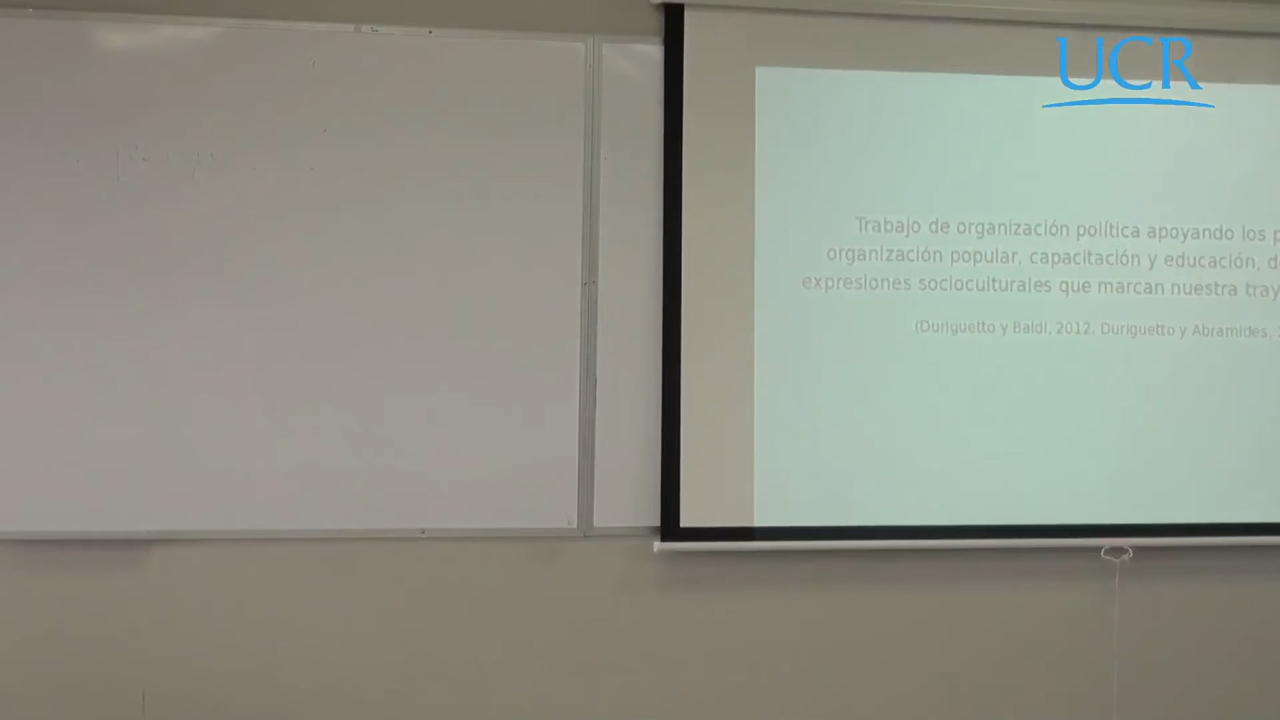 UCR
Trabajo de organización política apoyando los
organización popular, capacitación y educación,
expresiones socioculturales que marcan nuestra
(Duriguetto y Baldi, 2012. Duriguetto y Abramides.